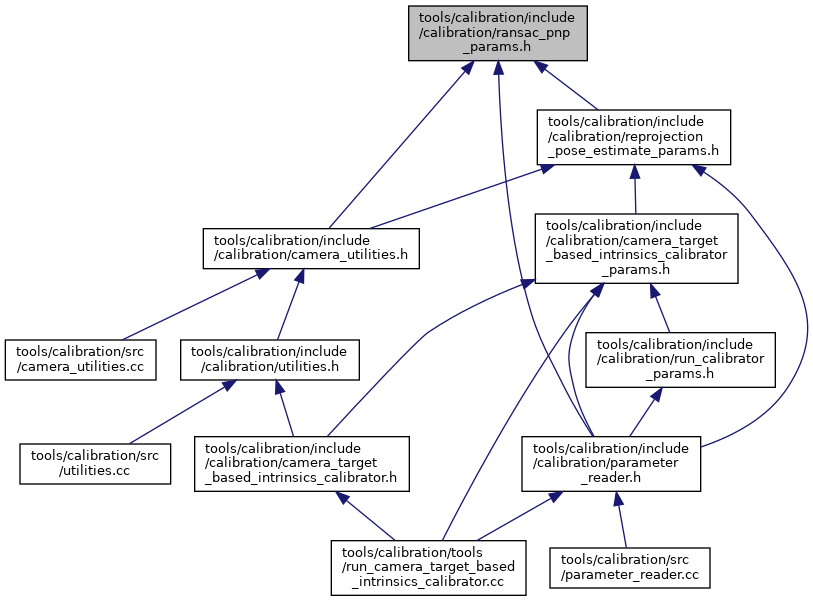 tools/calibration/include
/calibration/ransac_pnp
_params.h
tools/calibration/include
/calibration/reprojection
_pose_estimate_params.h
tools/calibration/include
/calibration/camera_utilities.h
tools/calibration/include
/calibration/camera_target
_based_intrinsics_calibrator
_params.h
tools/calibration/src
/camera_utilities.cc
tools/calibration/include
/calibration/utilities.h
tools/calibration/include
/calibration/run_calibrator
_params.h
tools/calibration/src
/utilities.cc
tools/calibration/include
/calibration/camera_target
_based_intrinsics_calibrator.h
tools/calibration/include
/calibration/parameter
_reader.h
tools/calibration/tools
/run_camera_target_based
_intrinsics_calibrator.cc
tools/calibration/src
/parameter_reader.cc